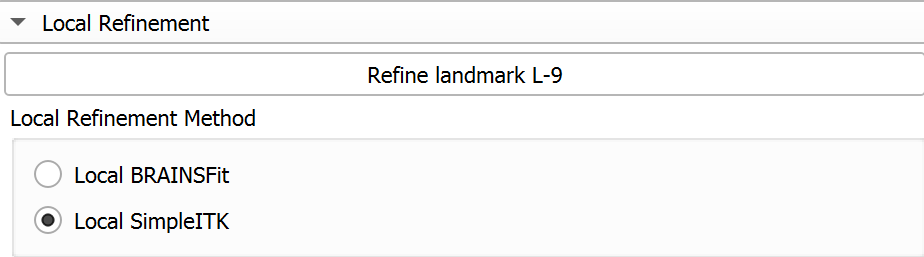 Local Refinement
Refine landmark L-9
Local Refinement Method
Local BRAINSFit
Local SimpleITK